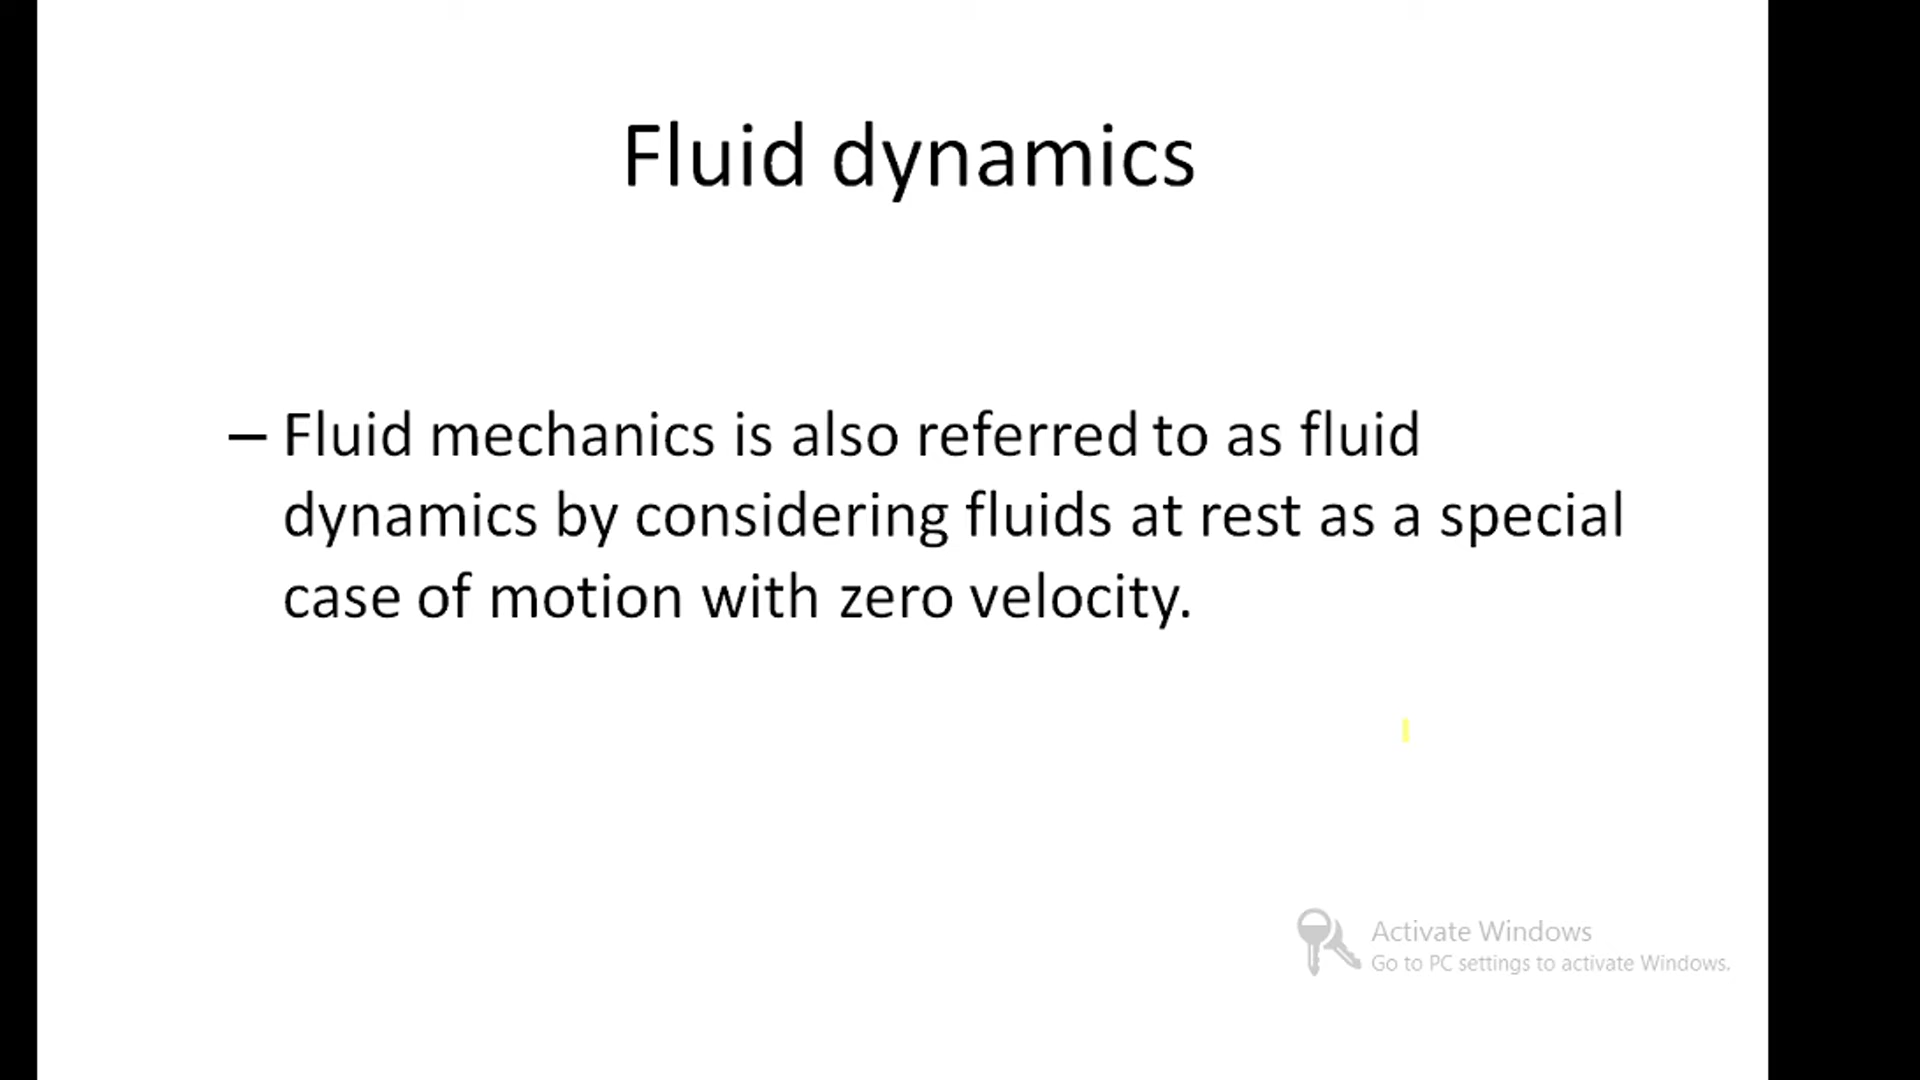 Fluid dynamics
– Fluid mechanics is also referred to as fluid
dynamics by considering fluids at rest as a special
case of motion with zero velocity.
Activate Windows
Go to PC settings to activate Windows.